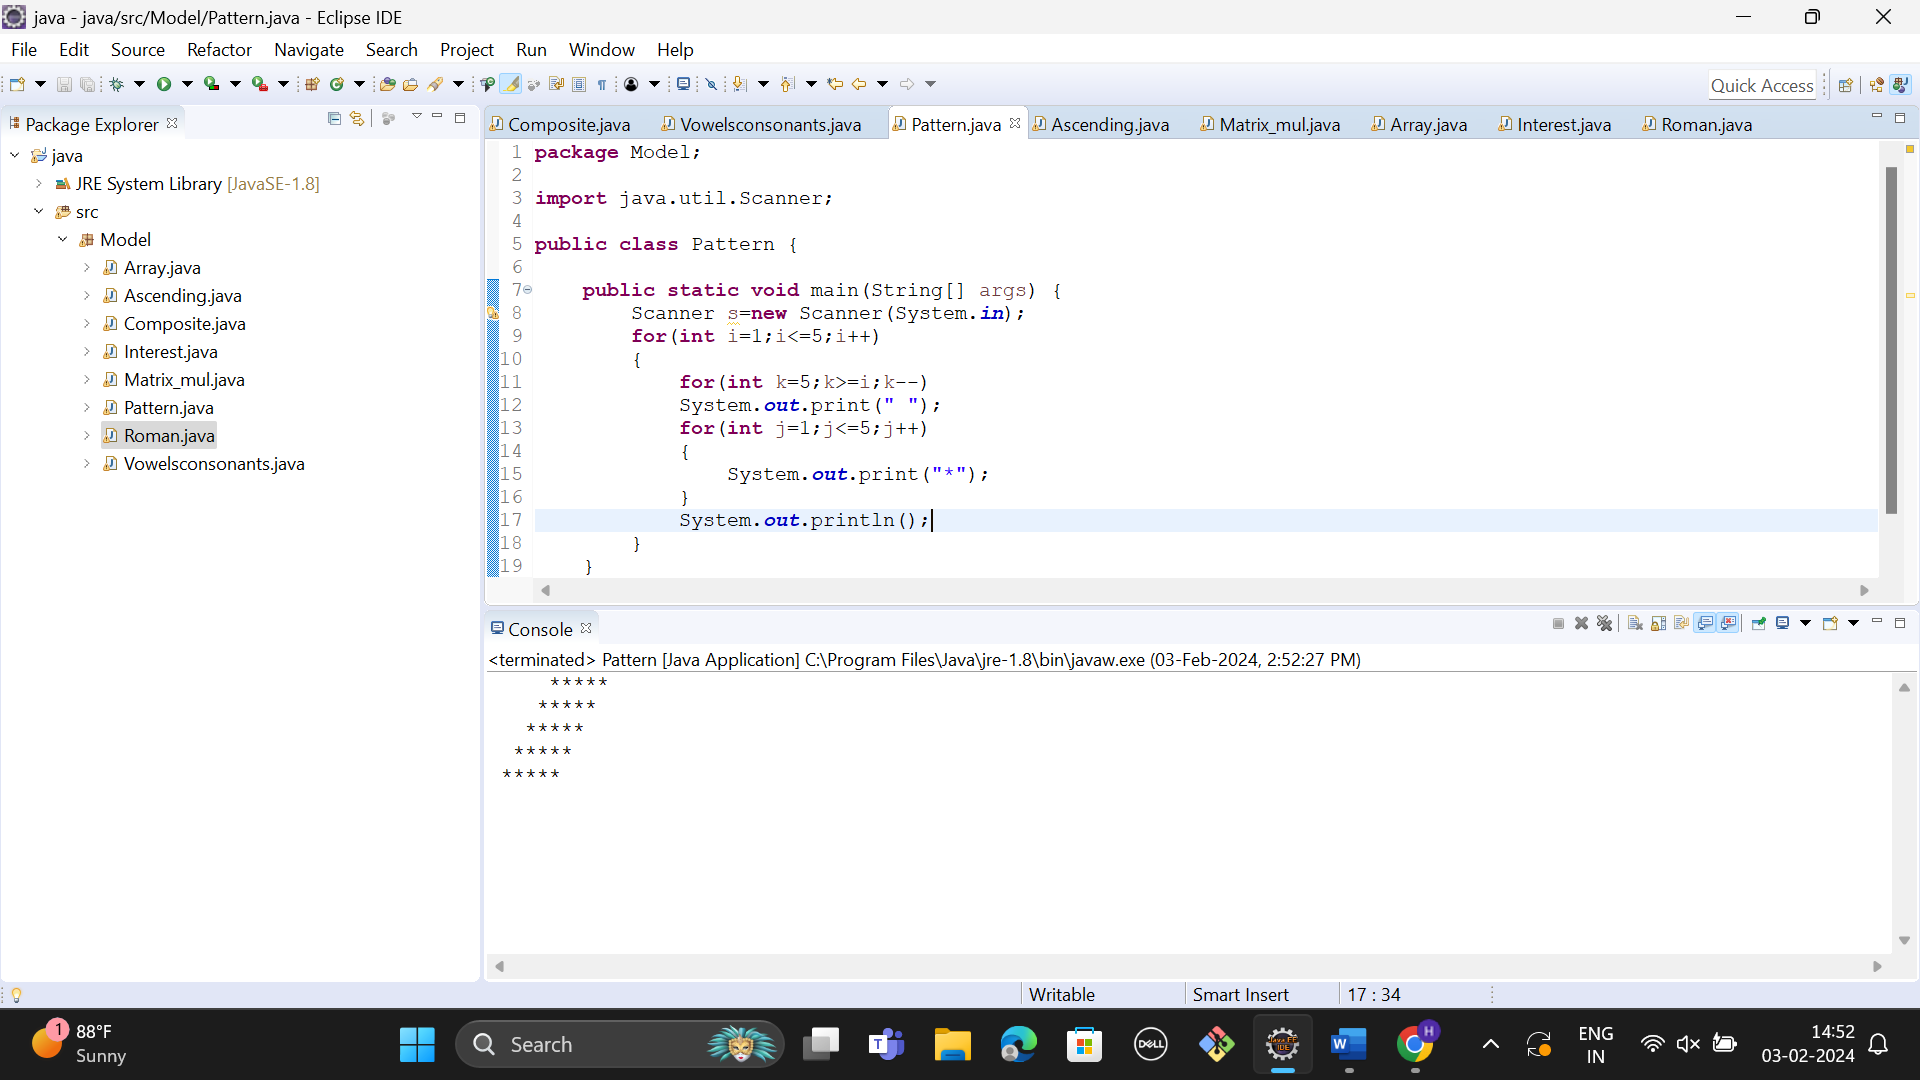 java - java/src/Model/Pattern.java - Eclipse IDE
File Edit Source Refactor Navigate Search Project Run Window Help
Quick Access
Package Explorer
java
JRE System Library [JavaSE-1.8]
src
Model
Array.java
Ascending.java
Composite.java
Interest.java
Matrix_mul.java
Pattern.java
Roman.java
Vowelsconsonants.java
Composite.java Vowelsconsonants.java Pattern.java Ascending.java Matrix_mul.java Array.java Interest.java Roman.java
1 package Model;
2
3 import java.util.Scanner;
4
5 public class Pattern {
6
7 public static void main(String[] args) {
8 Scanner s=new Scanner(System.in);
9 for(int i=1;i<=5;i++)
10 {
11 for(int k=5;k>=i;k--)
12 System.out.print(" ");
13 for(int j=1;j<=5;j++)
14 {
15 System.out.print("*");
16 }
17 System.out.println();
18 }
19 }
Console
<terminated> Pattern [Java Application] C:\Program Files\Java\jre-1.8\bin\javaw.exe (03-Feb-2024, 2:52:27 PM)
     *****
    *****
   *****
  *****
 *****
Writable Smart Insert 17 : 34
1
88°F
Sunny
Search
T
DELL
Java EE
IDE
W
H
ENG
IN
14:52
03-02-2024